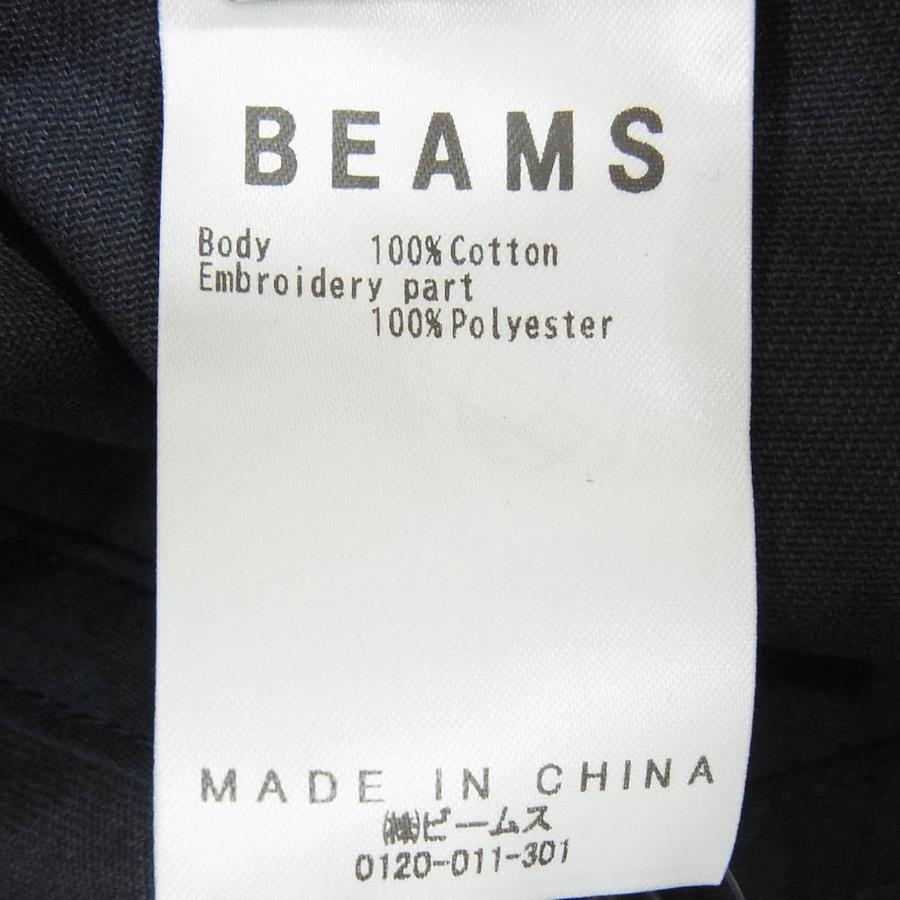 BEAMS
Body 100%Cotton
Embroidery part
100%Polyester
MADE IN CHINA
㈱ビームス
0120-011-301